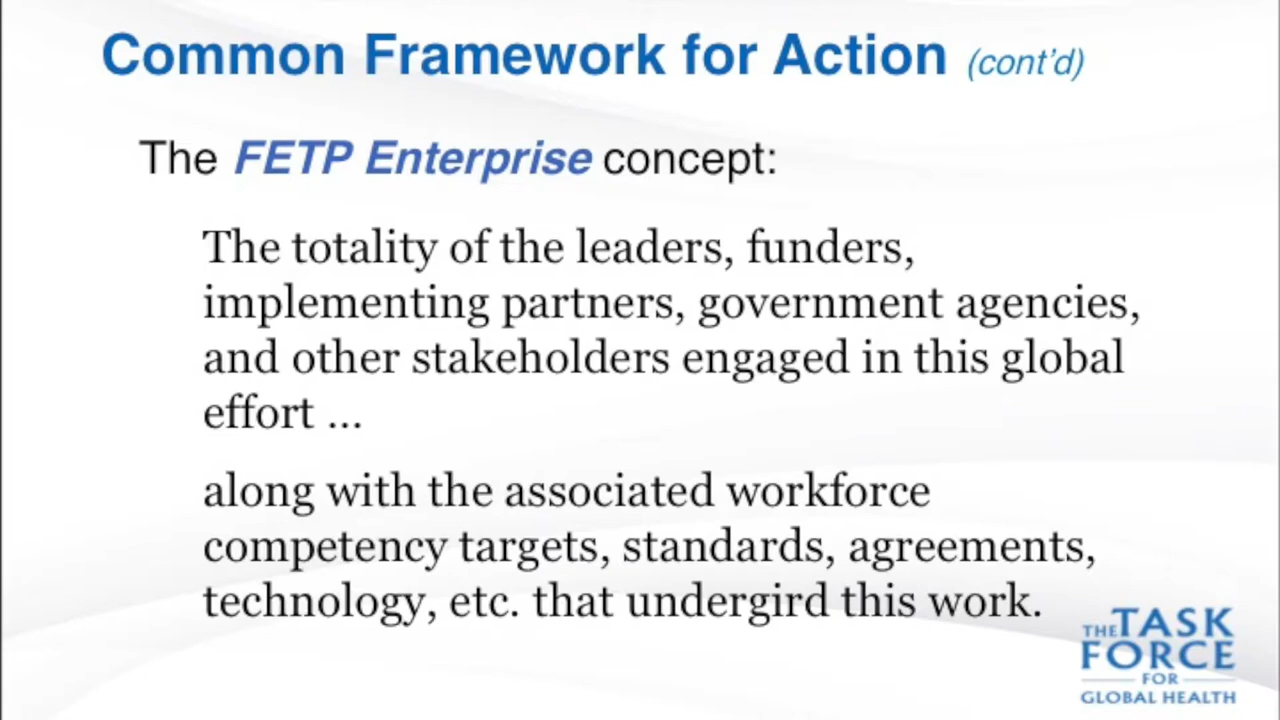 Common Framework for Action (cont'd)
The FETP Enterprise concept:
The totality of the leaders, funders,
implementing partners, government agencies,
and other stakeholders engaged in this global
effort ...
along with the associated workforce
competency targets, standards, agreements,
technology, etc. that undergird this work.
THE TASK
FORCE
FOR
GLOBAL HEALTH